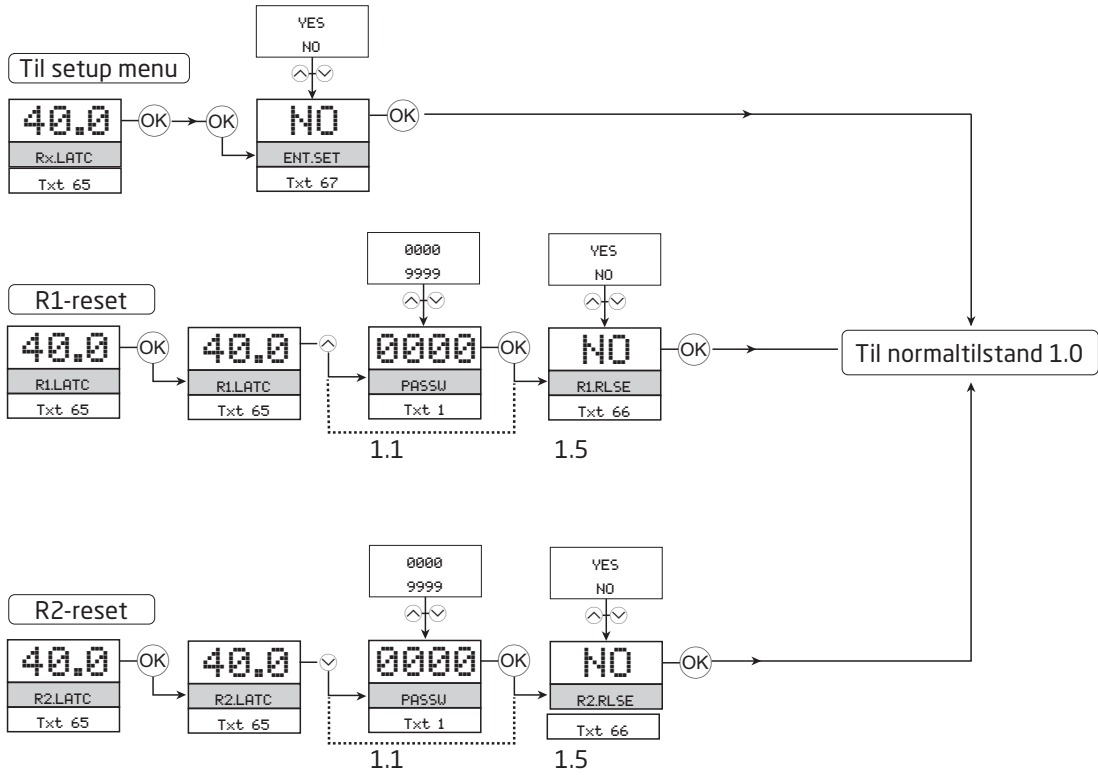 YES
NO
Til setup menu
40.0 OK OK NO OK
Rx.LATC ENT.SET
Txt 65 Txt 67
0000 YES
9999 NO
R1-reset
40.0 OK 40.0 0000 OK NO OK Til normaltilstand 1.0
R1.LATC R1.LATC PASSW R1.RLSE
Txt 65 Txt 65 Txt 1 Txt 66
1.1 1.5
0000 YES
9999 NO
R2-reset
40.0 OK 40.0 0000 OK NO OK
R2.LATC R2.LATC PASSW R2.RLSE
Txt 65 Txt 65 Txt 1 Txt 66
1.1 1.5